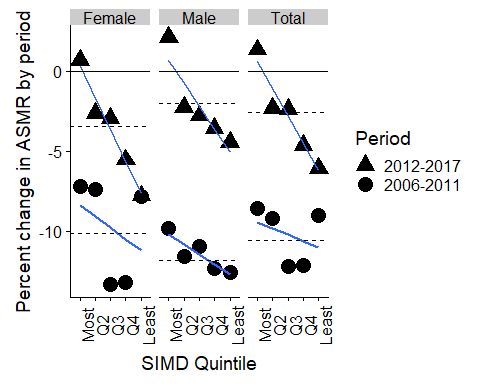 Female Male Total
Percent change in ASMR by period
0
-5
-10
Most Q2 Q3 Q4 Least Most Q2 Q3 Q4 Least Most Q2 Q3 Q4 Least
SIMD Quintile
Period
2012-2017
2006-2011